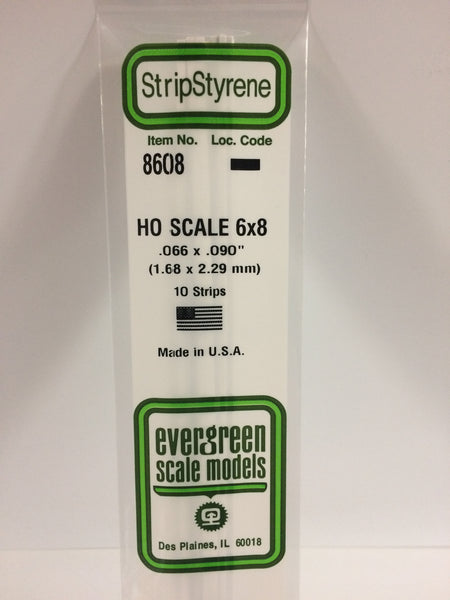 StripStyrene
Item No. Loc. Code
8608
HO SCALE 6x8
.066 x .090"
(1.68 x 2.29 mm)
10 Strips
Made in U.S.A.
evergreen
scale models
Des Plaines, IL 60018